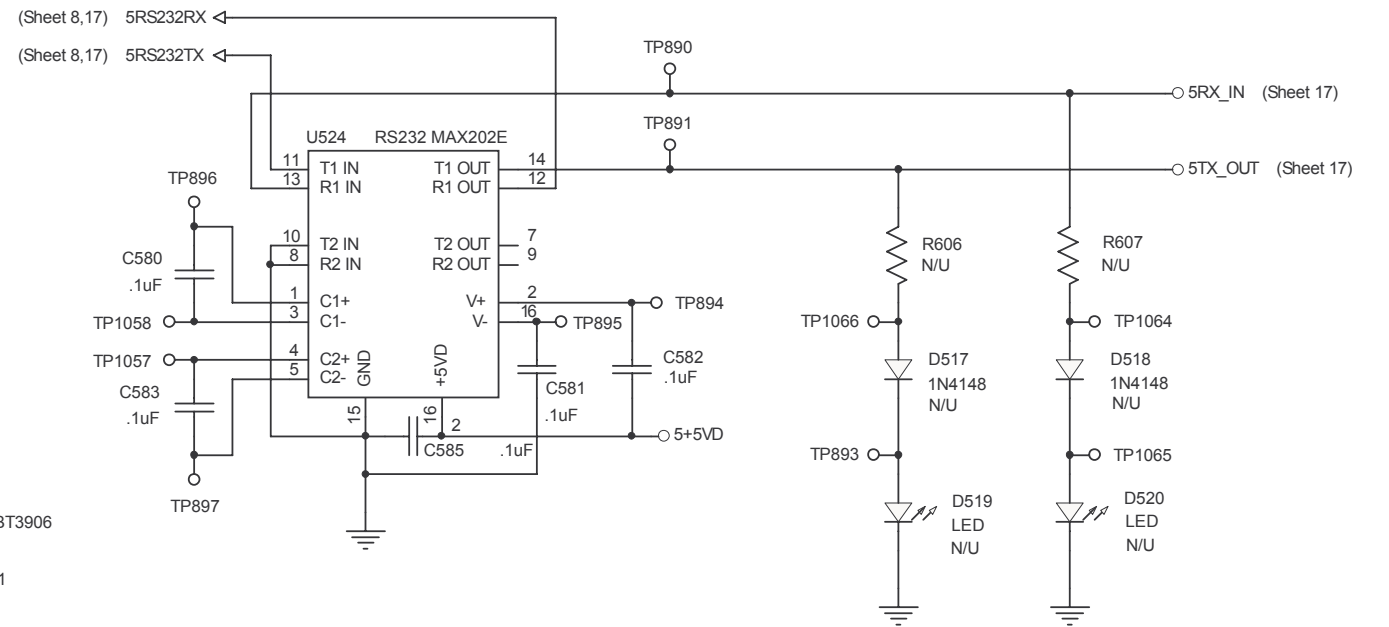 (Sheet 8,17) 5RS232RX
(Sheet 8,17) 5RS232TX
TP890
5RX_IN (Sheet 17)
TP891
5TX_OUT (Sheet 17)
U524 RS232 MAX202E
11 T1 IN T1 OUT 14
13 R1 IN R1 OUT 12
10 T2 IN T2 OUT 7
8 R2 IN R2 OUT 9
1 C1+ V+ 2
3 C1- V- 16
4 C2+
5 C2-
GND
+5VD
15
16
2
TP896
C580
.1uF
TP1058
TP1057
C583
.1uF
TP897
TP894
TP895
C582
.1uF
C581
.1uF
C585
.1uF
5+5VD
R606
N/U
R607
N/U
TP1066
TP1064
D517
1N4148
N/U
D518
1N4148
N/U
TP893
TP1065
D519
LED
N/U
D520
LED
N/U
BT3906
1